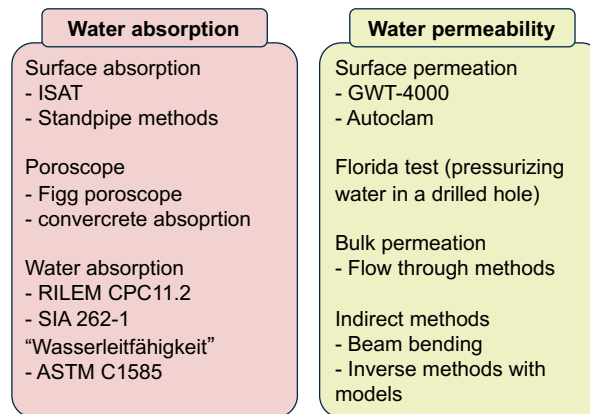 Water absorption
Surface absorption
- ISAT
- Standpipe methods
Poroscope
- Figg poroscope
- convercrete absoprtion
Water absorption
- RILEM CPC11.2
- SIA 262-1
“Wasserleitfähigkeit”
- ASTM C1585
Water permeability
Surface permeation
- GWT-4000
- Autoclam
Florida test (pressurizing
water in a drilled hole)
Bulk permeation
- Flow through methods
Indirect methods
- Beam bending
- Inverse methods with
models